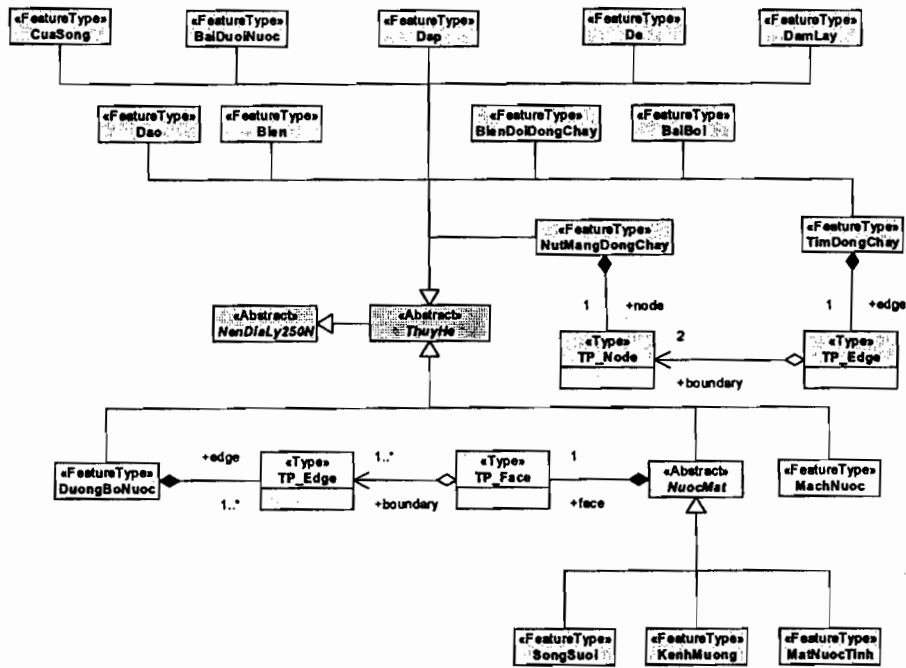 «FeatureType»
CuaSong
«FeatureType»
BaiDuoiNuoc
«FeatureType»
Dap
«FeatureType»
De
«FeatureType»
DamLay
«FeatureType»
Dao
«FeatureType»
Bien
«FeatureType»
BienDoiDongChay
«FeatureType»
BaiBoi
«FeatureType»
NutMangDongChay
«FeatureType»
TimDongChay
1
+node
1
+edge
«Abstract»
NenDiaLy250N
«Abstract»
ThuyHe
«Type»
TP_Node
2
+boundary
«Type»
TP_Edge
«FeatureType»
DuongBoNuoc
+edge
1..*
«Type»
TP_Edge
1..*
+boundary
«Type»
TP_Face
1
+face
«Abstract»
NuocMat
«FeatureType»
MachNuoc
«FeatureType»
SongSuoi
«FeatureType»
KenhMuong
«FeatureType»
MatNuocTinh